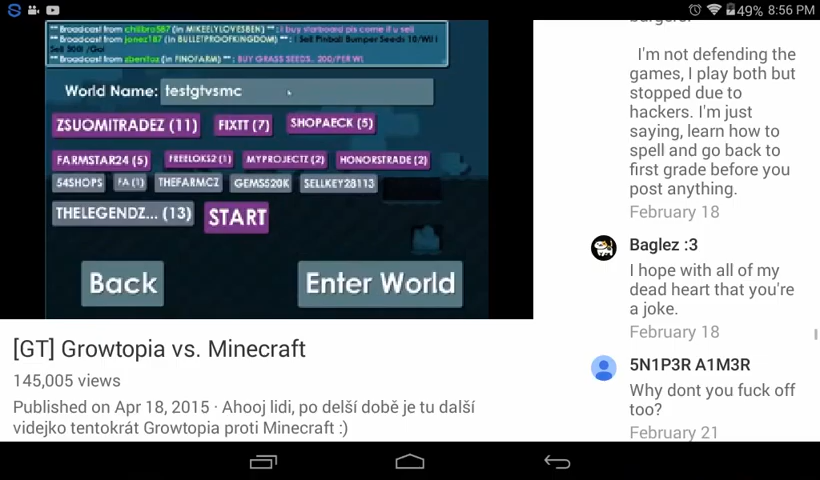 49% 8:56 PM
** Broadcast from chillbro587 (in MIKEELYLOVESBEN) ** : I buy starboard pls come if u sell
** Broadcast from jonez187 (in BULLETPROOFKINGDOM) ** : I Sell Pinball Bumper Seeds 10/Wl I
Sell 300! /Go!
(in FINOFARM) ** : BUY GRASS SEEDS.. 200/PER WL
World Name: testgtvsmc
ZSUOMITRADEZ (11) FIXTT (7) SHOPAECK (5)
FARMSTAR24 (5) FREELOKS2 (1) MYPROJECTZ (2) HONORSTRADE (2)
54SHOPS FA (1) THEFARMCZ GEMS520K SELLKEY28113
THELEGENDZ... (13) START
Back Enter World
[GT] Growtopia vs. Minecraft
145,005 views
Published on Apr 18, 2015 · Ahooj lidi, po delší době je tu další
videjko tentokrát Growtopia proti Minecraft :)
burgers!
I'm not defending the
games, I play both but
stopped due to
hackers. I'm just
saying, learn how to
spell and go back to
first grade before you
post anything.
February 18
Baglez :3
I hope with all of my
dead heart that you're
a joke.
February 18
5N1P3R A1M3R
Why dont you fuck off
too?
February 21